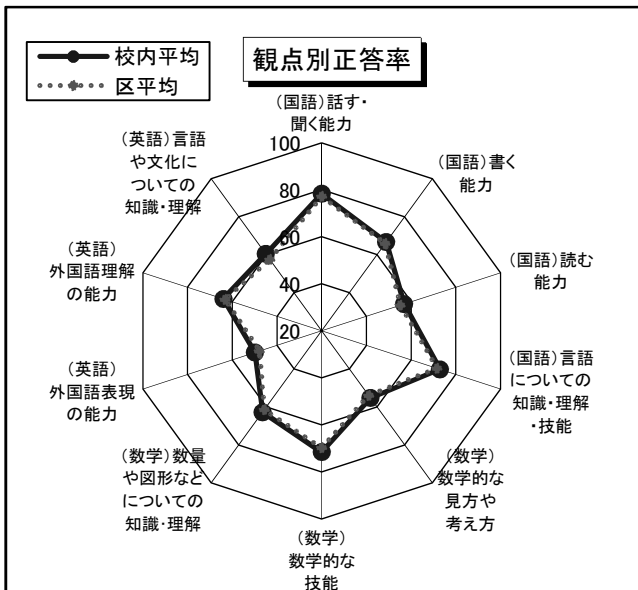 校内平均
区平均
観点別正答率
(国語)話す・
聞く能力
(国語)書く
能力
(国語)読む
能力
(国語)言語
についての
知識・理解
・技能
(数学)
数学的な
見方や
考え方
(数学)
数学的な
技能
(数学)数量
や図形など
についての
知識・理解
(英語)
外国語表現
の能力
(英語)
外国語理解
の能力
(英語)言語
や文化に
ついての
知識・理解
100
80
60
40
20